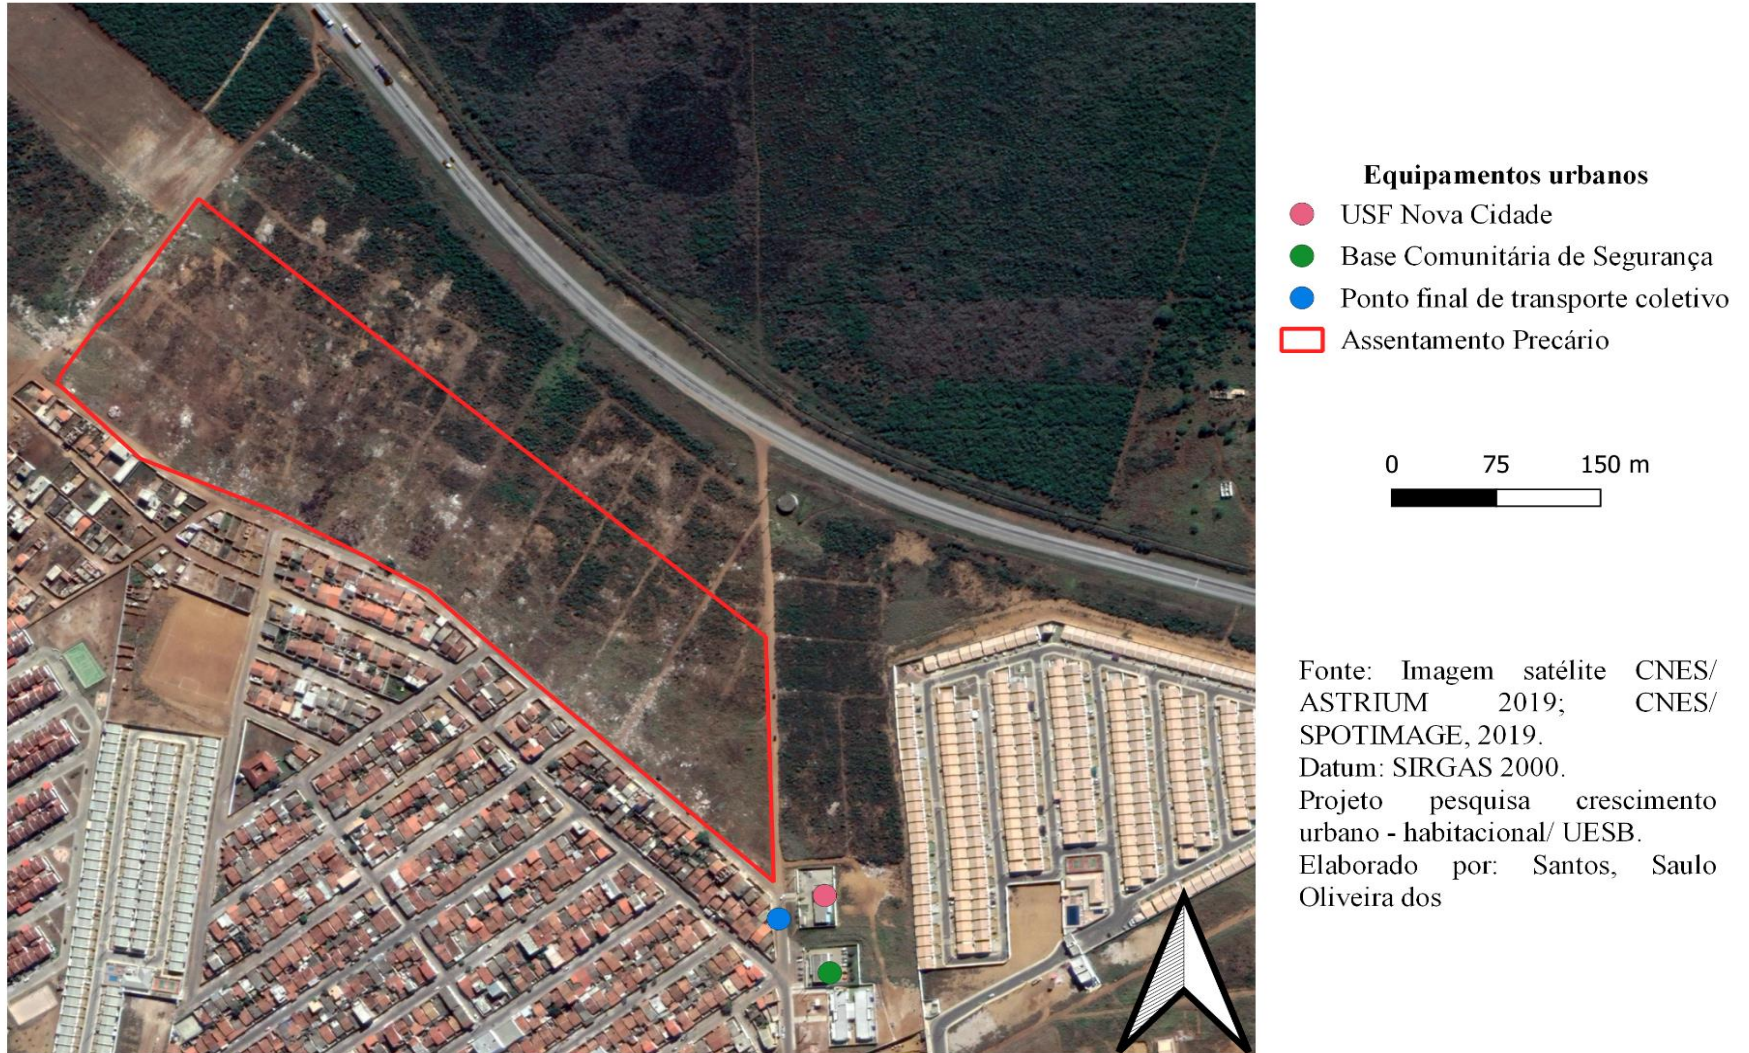 Equipamentos urbanos
USF Nova Cidade
Base Comunitária de Segurança
Ponto final de transporte coletivo
Assentamento Precário
0 75 150 m
Fonte: Imagem satélite CNES/
ASTRIUM 2019; CNES/
SPOTIMAGE, 2019.
Datum: SIRGAS 2000.
Projeto pesquisa crescimento
urbano - habitacional/ UESB.
Elaborado por: Santos, Saulo
Oliveira dos